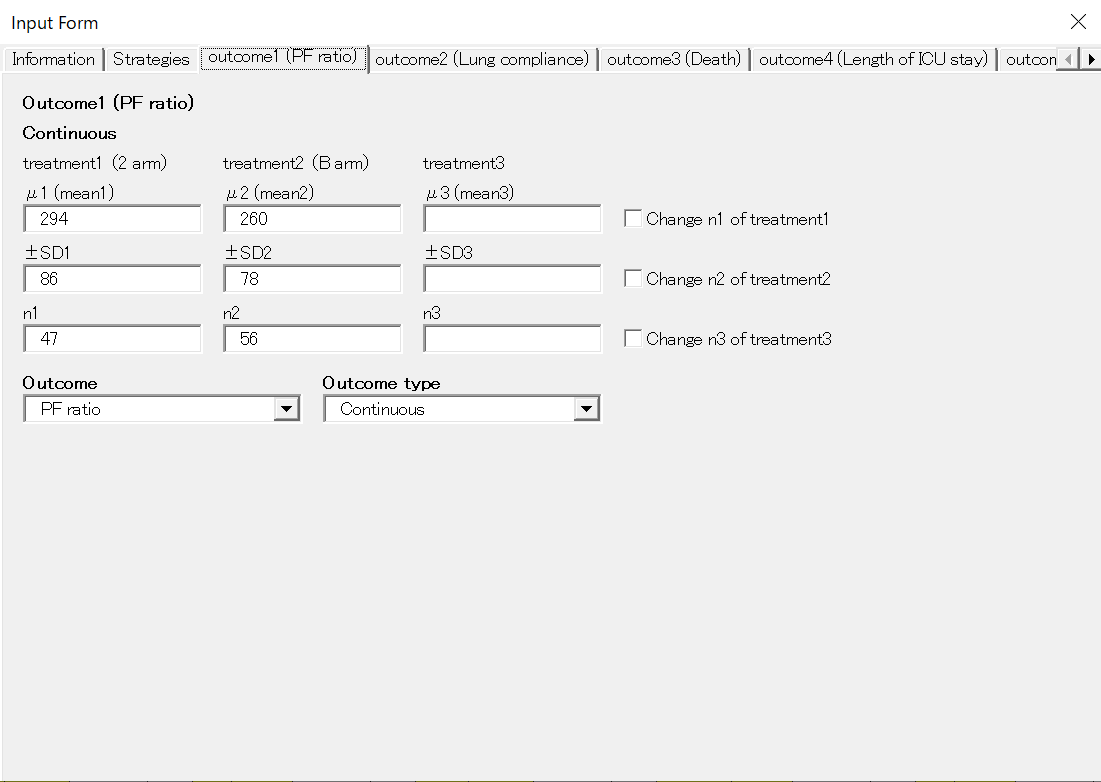 Input Form
Information Strategies outcome1 (PF ratio) outcome2 (Lung compliance) outcome3 (Death) outcome4 (Length of ICU stay) outcon
Outcome1 (PF ratio)
Continuous
treatment1 (2 arm) treatment2 (B arm) treatment3
μ1 (mean1) μ2 (mean2) μ3 (mean3)
294 260 Change n1 of treatment1
±SD1 ±SD2 ±SD3
86 78 Change n2 of treatment2
n1 n2 n3
47 56 Change n3 of treatment3
Outcome Outcome type
PF ratio Continuous